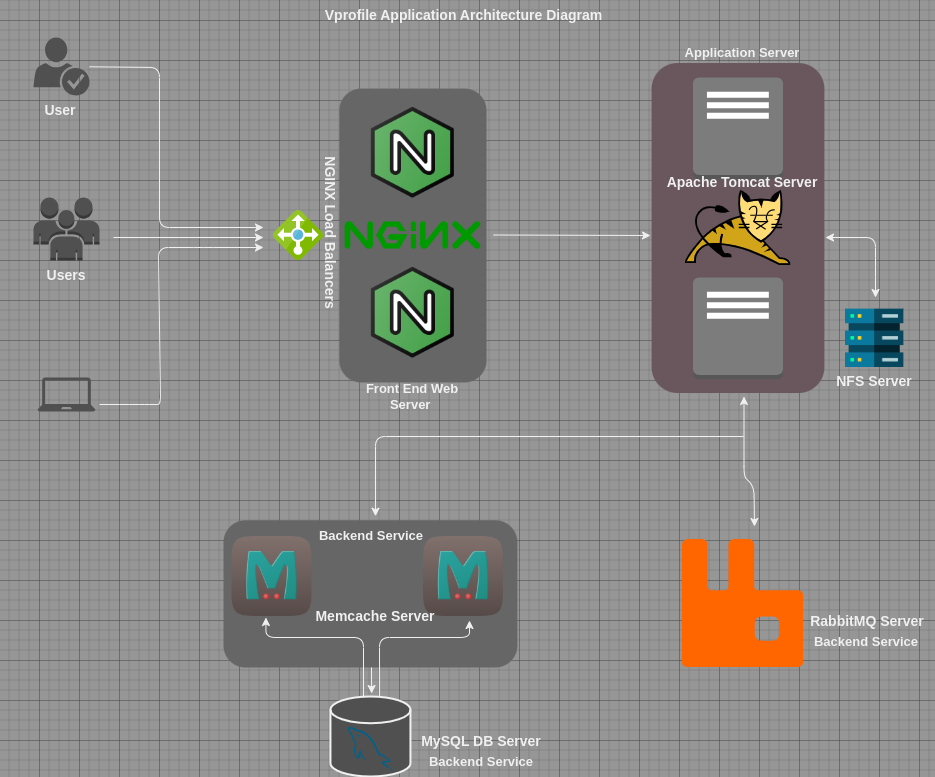 Vprofile Application Architecture Diagram
User
Users
NGINX Load Balancers
NGiNX
Front End Web
Server
Application Server
Apache Tomcat Server
NFS Server
Backend Service
Memcache Server
RabbitMQ Server
Backend Service
MySQL DB Server
Backend Service